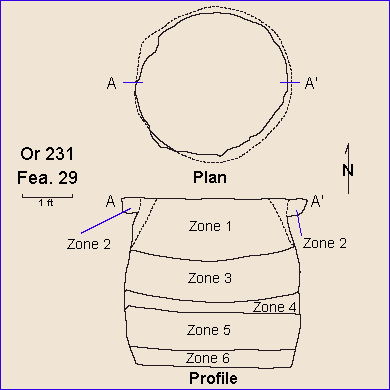 A A'
Plan
Or 231
Fea. 29
1 ft
N
A A'
Zone 1
Zone 2
Zone 2
Zone 3
Zone 4
Zone 5
Zone 6
Profile